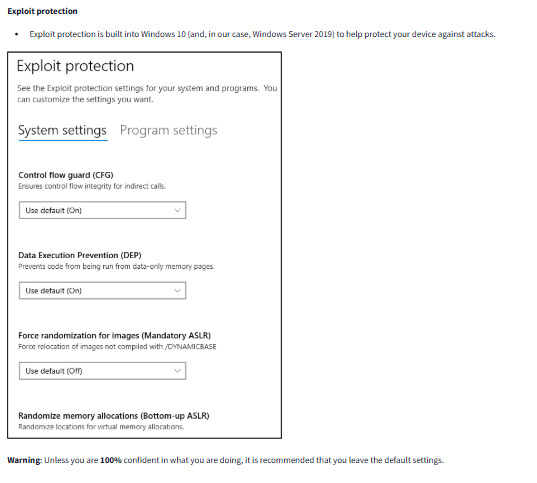 Exploit protection
• Exploit protection is built into Windows 10 (and, in our case, Windows Server 2019) to help protect your device against attacks.
Exploit protection
See the Exploit protection settings for your system and programs. You
can customize the settings you want.
System settings Program settings
Control flow guard (CFG)
Ensures control flow integrity for indirect calls.
Use default (On)
Data Execution Prevention (DEP)
Prevents code from being run from data-only memory pages.
Use default (On)
Force randomization for images (Mandatory ASLR)
Force relocation of images not compiled with /DYNAMICBASE
Use default (Off)
Randomize memory allocations (Bottom-up ASLR)
Randomize locations for virtual memory allocations.
Warning: Unless you are 100% confident in what you are doing, it is recommended that you leave the default settings.